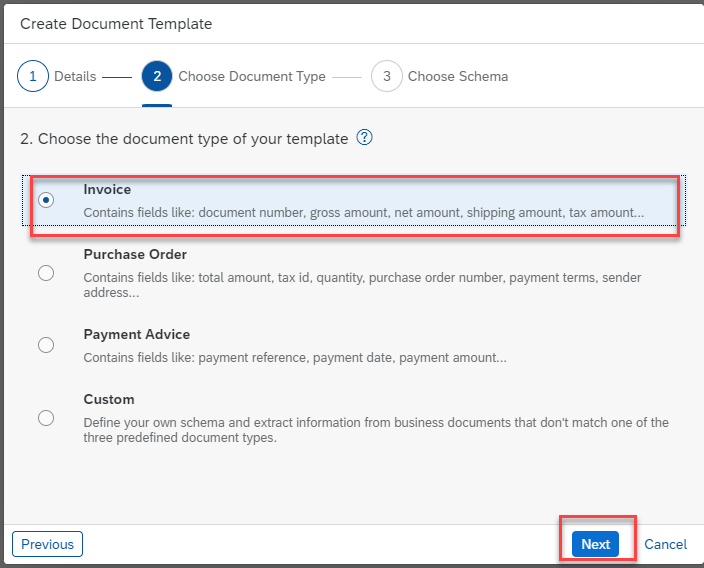 Create Document Template
1 Details 2 Choose Document Type 3 Choose Schema
2. Choose the document type of your template ?
Invoice
Contains fields like: document number, gross amount, net amount, shipping amount, tax amount...
Purchase Order
Contains fields like: total amount, tax id, quantity, purchase order number, payment terms, sender
address...
Payment Advice
Contains fields like: payment reference, payment date, payment amount...
Custom
Define your own schema and extract information from business documents that don't match one of the
three predefined document types.
Previous Next Cancel